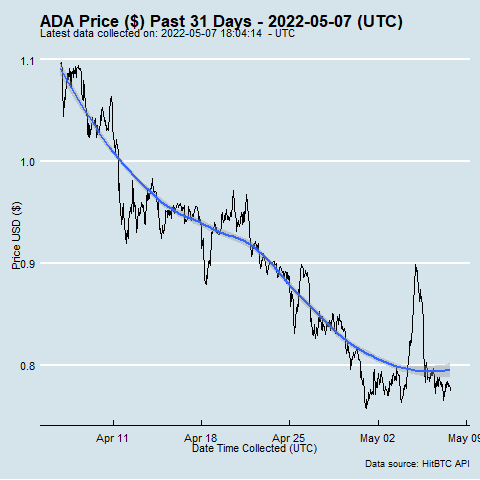 ADA Price ($) Past 31 Days - 2022-05-07 (UTC)
Latest data collected on: 2022-05-07 18:04:14 - UTC
1.1
1.0
0.9
0.8
Price USD ($)
Apr 11
Apr 18
Apr 25
May 02
May 09
Date Time Collected (UTC)
Data source: HitBTC API